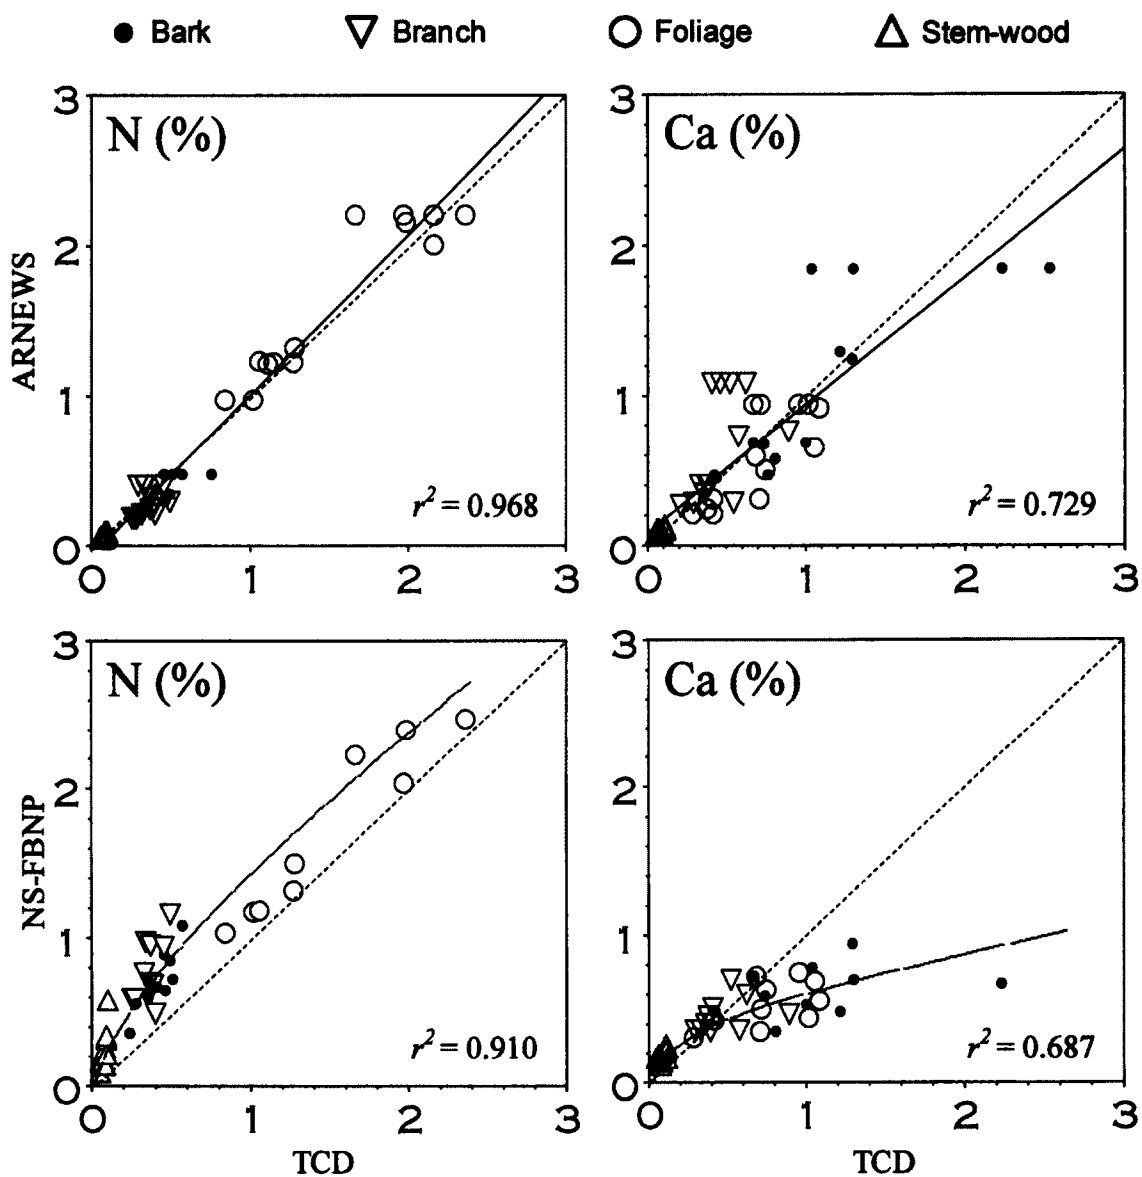 Bark Branch Foliage Stem-wood
3
N (%)
2
ARNEWS
1
r² = 0.968
0
0 1 2 3
3
Ca (%)
2
1
r² = 0.729
0
0 1 2 3
3
N (%)
2
NS-FBNP
1
r² = 0.910
0
0 1 2 3
TCD
3
Ca (%)
2
1
r² = 0.687
0
0 1 2 3
TCD